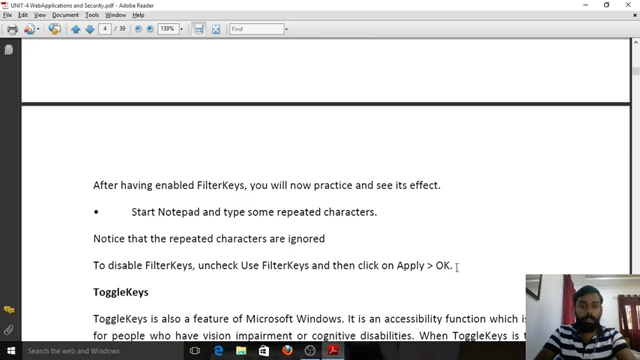 UNIT-4 WebApplications and Security.pdf - Adobe Reader
File Edit View Document Tools Window Help
4 / 39 139% Find
After having enabled FilterKeys, you will now practice and see its effect.
• Start Notepad and type some repeated characters.
Notice that the repeated characters are ignored
To disable FilterKeys, uncheck Use FilterKeys and then click on Apply > OK.
ToggleKeys
ToggleKeys is also a feature of Microsoft Windows. It is an accessibility function which is
for people who have vision impairment or cognitive disabilities. When ToggleKeys is t
Search the web and Windows